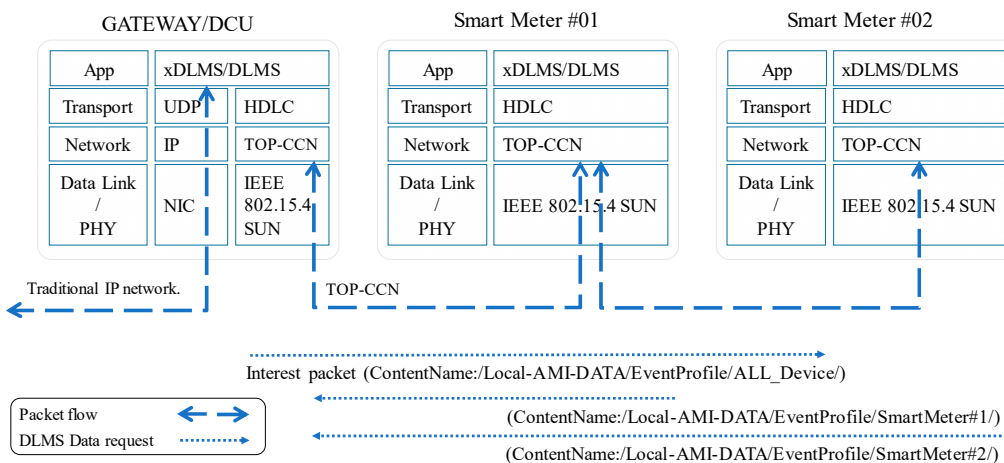 GATEWAY/DCU
Smart Meter #01
Smart Meter #02
App
xDLMS/DLMS
Transport
UDP
HDLC
Network
IP
TOP-CCN
Data Link
/
PHY
NIC
IEEE
802.15.4
SUN
App
xDLMS/DLMS
Transport
HDLC
Network
TOP-CCN
Data Link
/
PHY
IEEE 802.15.4 SUN
App
xDLMS/DLMS
Transport
HDLC
Network
TOP-CCN
Data Link
/
PHY
IEEE 802.15.4 SUN
Traditional IP network.
TOP-CCN
Interest packet (ContentName:/Local-AMI-DATA/EventProfile/ALL_Device/)
(ContentName:/Local-AMI-DATA/EventProfile/SmartMeter#1/)
(ContentName:/Local-AMI-DATA/EventProfile/SmartMeter#2/)
Packet flow
DLMS Data request